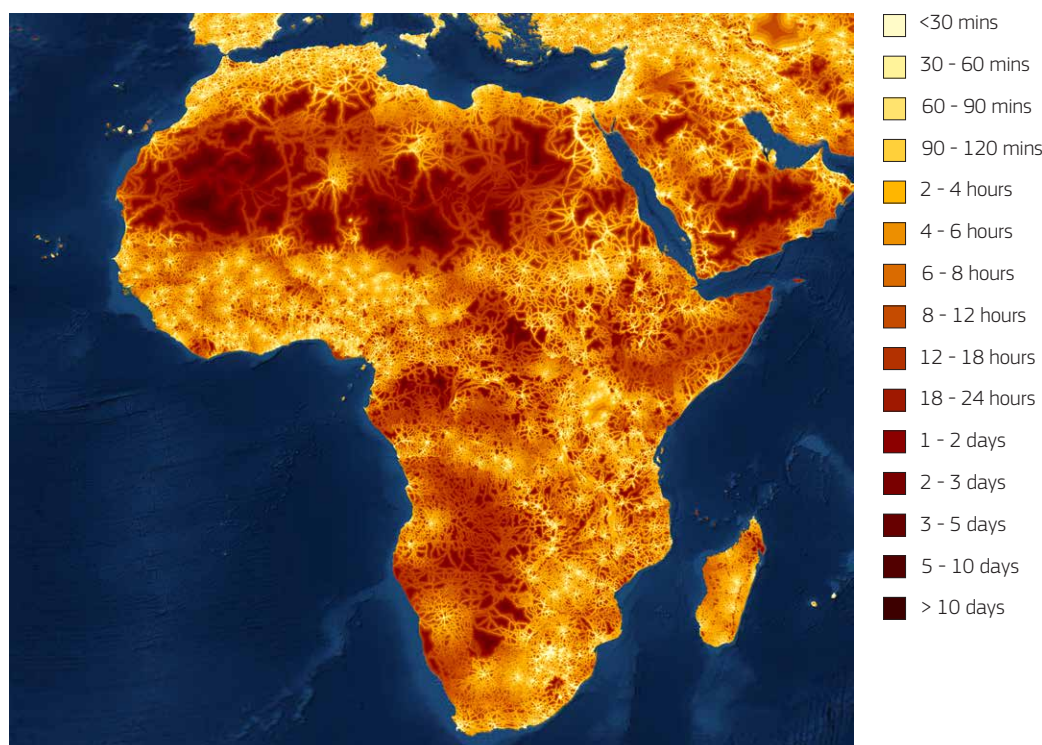 <30 mins
30 - 60 mins
60 - 90 mins
90 - 120 mins
2 - 4 hours
4 - 6 hours
6 - 8 hours
8 - 12 hours
12 - 18 hours
18 - 24 hours
1 - 2 days
2 - 3 days
3 - 5 days
5 - 10 days
> 10 days